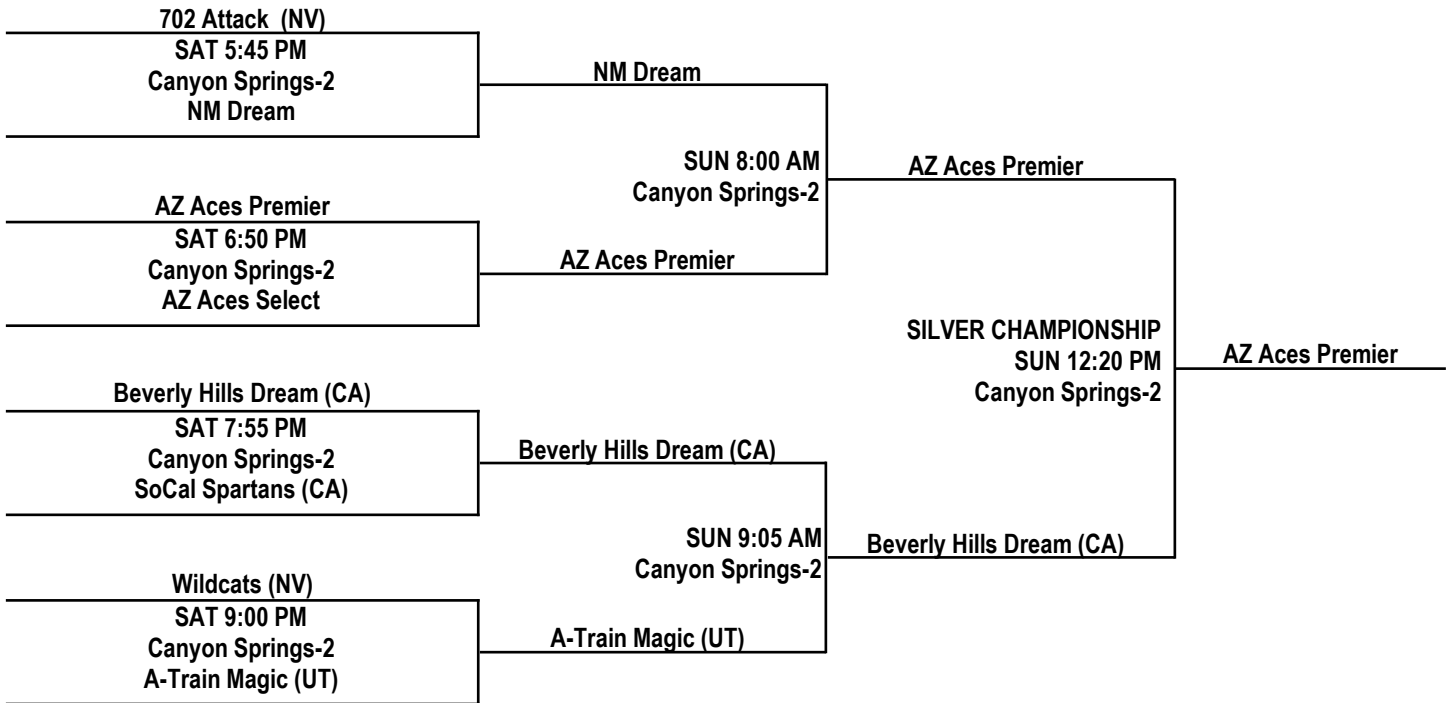 702 Attack  (NV)
SAT 5:45 PM
Canyon Springs-2
NM Dream
NM Dream
SUN 8:00 AM
Canyon Springs-2
AZ Aces Premier
AZ Aces Premier
SAT 6:50 PM
Canyon Springs-2
AZ Aces Select
AZ Aces Premier
SILVER CHAMPIONSHIP
SUN 12:20 PM
Canyon Springs-2
AZ Aces Premier
Beverly Hills Dream (CA)
SAT 7:55 PM
Canyon Springs-2
SoCal Spartans (CA)
Beverly Hills Dream (CA)
SUN 9:05 AM
Canyon Springs-2
Beverly Hills Dream (CA)
Wildcats (NV)
SAT 9:00 PM
Canyon Springs-2
A-Train Magic (UT)
A-Train Magic (UT)